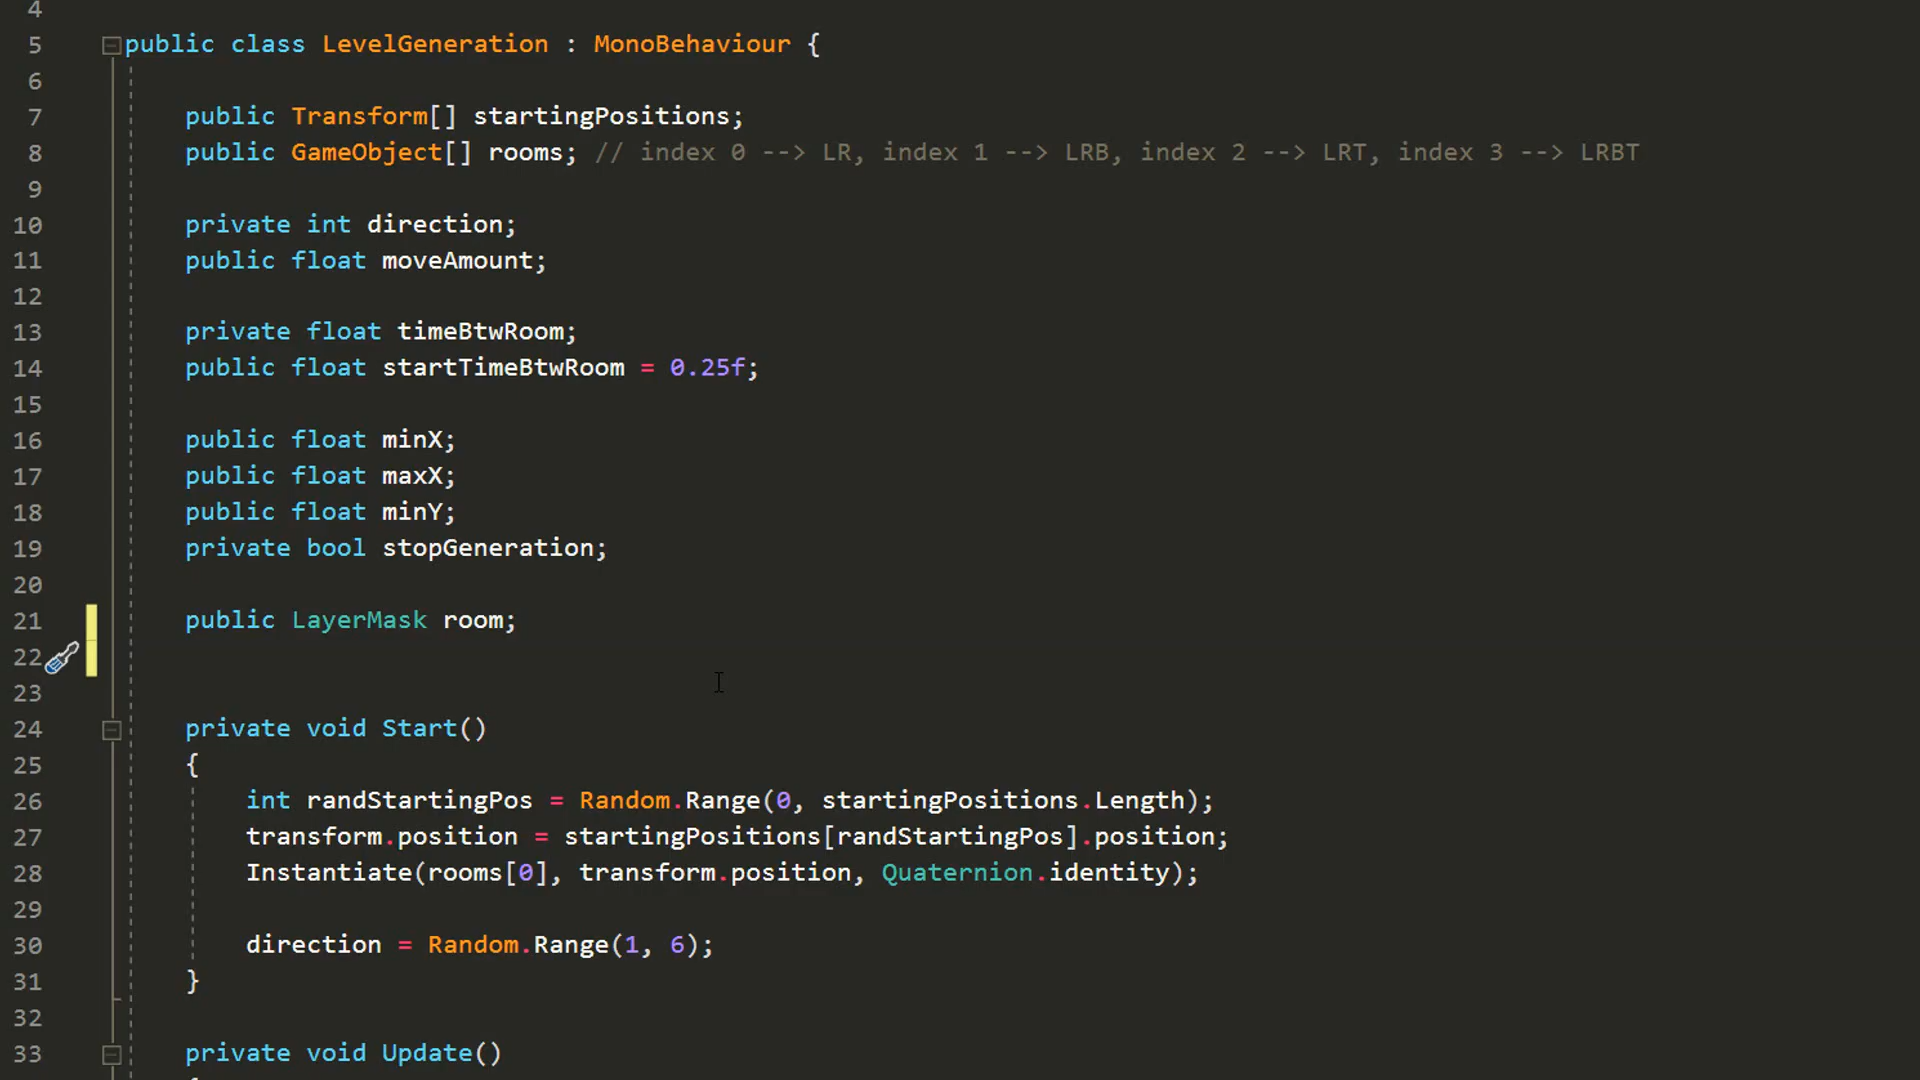 4
5 public class LevelGeneration : MonoBehaviour {
6
7 public Transform[] startingPositions;
8 public GameObject[] rooms; // index 0 --> LR, index 1 --> LRB, index 2 --> LRT, index 3 --> LRBT
9
10 private int direction;
11 public float moveAmount;
12
13 private float timeBtwRoom;
14 public float startTimeBtwRoom = 0.25f;
15
16 public float minX;
17 public float maxX;
18 public float minY;
19 private bool stopGeneration;
20
21 public LayerMask room;
22
23
24 private void Start()
25 {
26 int randStartingPos = Random.Range(0, startingPositions.Length);
27 transform.position = startingPositions[randStartingPos].position;
28 Instantiate(rooms[0], transform.position, Quaternion.identity);
29
30 direction = Random.Range(1, 6);
31 }
32
33 private void Update()